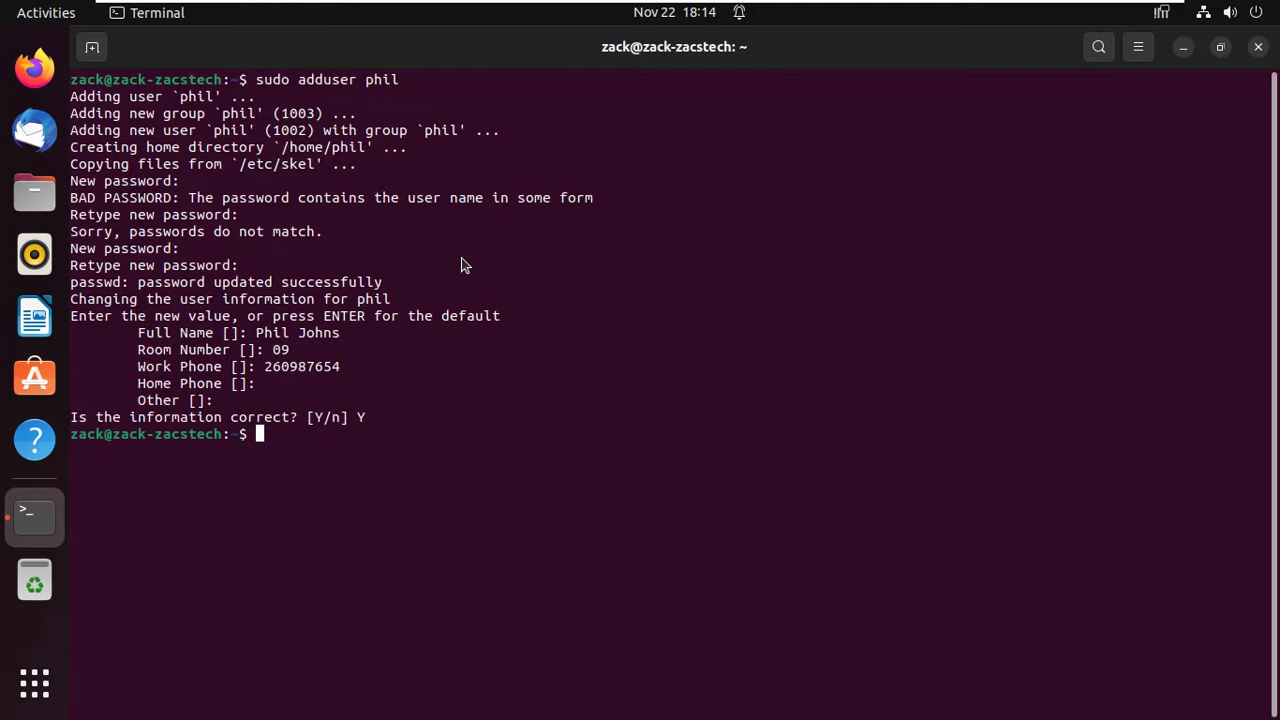 Activities
Terminal
Nov 22 18:14
zack@zack-zacstech: ~
zack@zack-zacstech:~$ sudo adduser phil
Adding user `phil' ...
Adding new group `phil' (1003) ...
Adding new user `phil' (1002) with group `phil' ...
Creating home directory `/home/phil' ...
Copying files from `/etc/skel' ...
New password:
BAD PASSWORD: The password contains the user name in some form
Retype new password:
Sorry, passwords do not match.
New password:
Retype new password:
passwd: password updated successfully
Changing the user information for phil
Enter the new value, or press ENTER for the default
Full Name []: Phil Johns
Room Number []: 09
Work Phone []: 260987654
Home Phone []:
Other []:
Is the information correct? [Y/n] Y
zack@zack-zacstech:~$